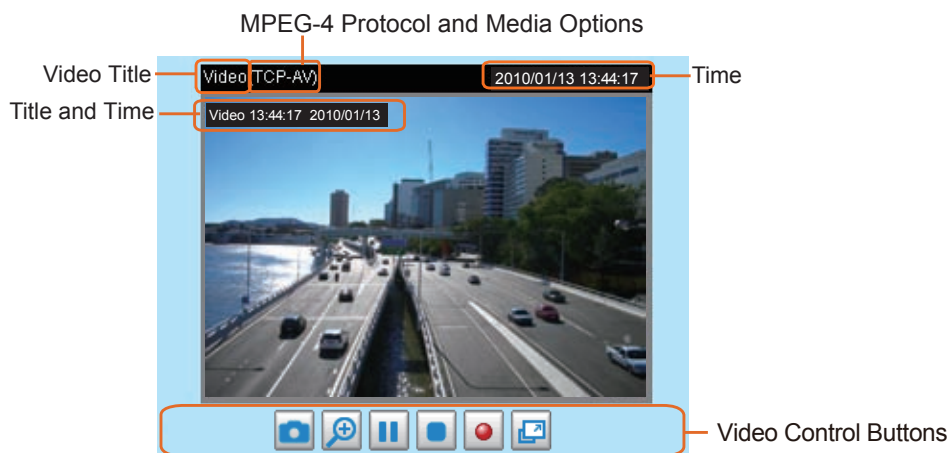 MPEG-4 Protocol and Media Options
Video Title
Video (TCP-AV)
2010/01/13 13:44:17
Time
Title and Time
Video 13:44:17 2010/01/13
Video Control Buttons